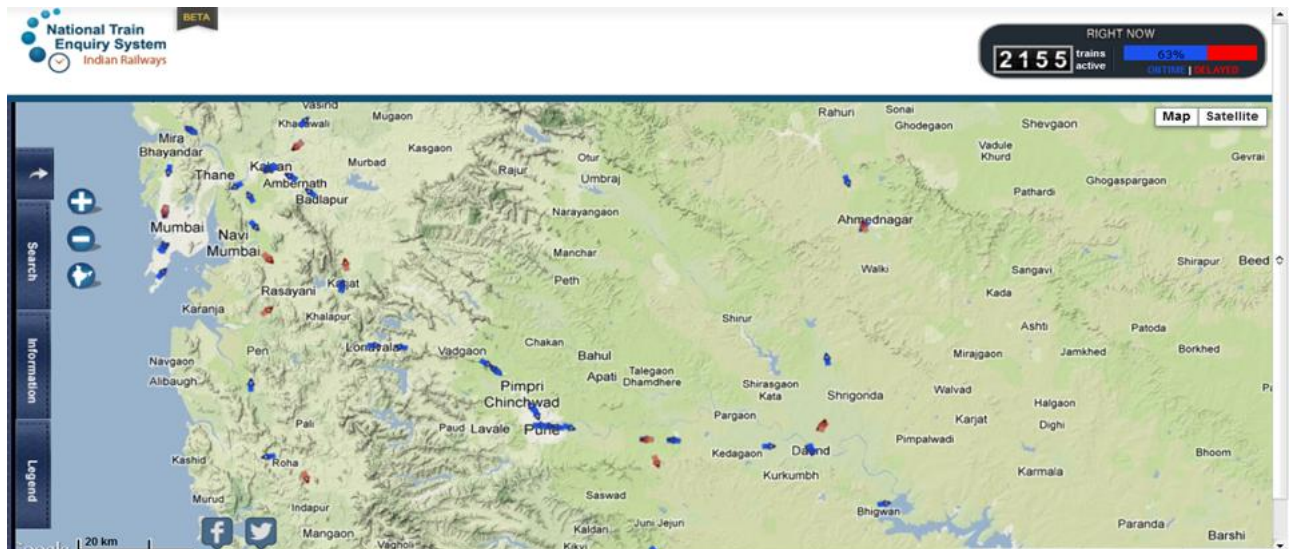 BETA
National Train
Enquiry System
Indian Railways
RIGHT NOW
2155 trains active
63%
ONTIME | DELAYED
Map Satellite
Search
Information
Legend
Vasind
Khadawali
Mugaon
Rahuri
Sonai
Ghodegaon
Shevgaon
Mira
Bhayandar
Kasgaon
Otur
Vadule
Khurd
Gevrai
Thane
Kalyan
Murbad
Rajur
Umbraj
Ambernath
Badlapur
Pathardi
Ghogaspargaon
Narayangaon
Ahmednagar
Mumbai
Navi
Mumbai
Manchar
Walki
Sangavi
Shirapur
Beed
Peth
Rasayani
Karjat
Kada
Karanja
Khalapur
Shirur
Ashti
Patoda
Pen
Lonavala
Vadgaon
Chakan
Bahul
Mirajgaon
Jamkhed
Borkhed
Navgaon
Alibaugh
Apati
Talegaon
Dhamdhere
Pimpri
Chinchwad
Shirasgaon
Kata
Shrigonda
Walvad
Halgaon
Pali
Paud
Lavale
Pune
Pargaon
Karjat
Dighi
Pimpalwadi
Kashid
Roha
Kedagaon
Daund
Bhoom
Kurkumbh
Karmala
Murud
Indapur
Saswad
Bhigwan
Mangaon
Kaldan
Juni Jejuri
Paranda
Barshi
Vagholi
Kikvi
20 km